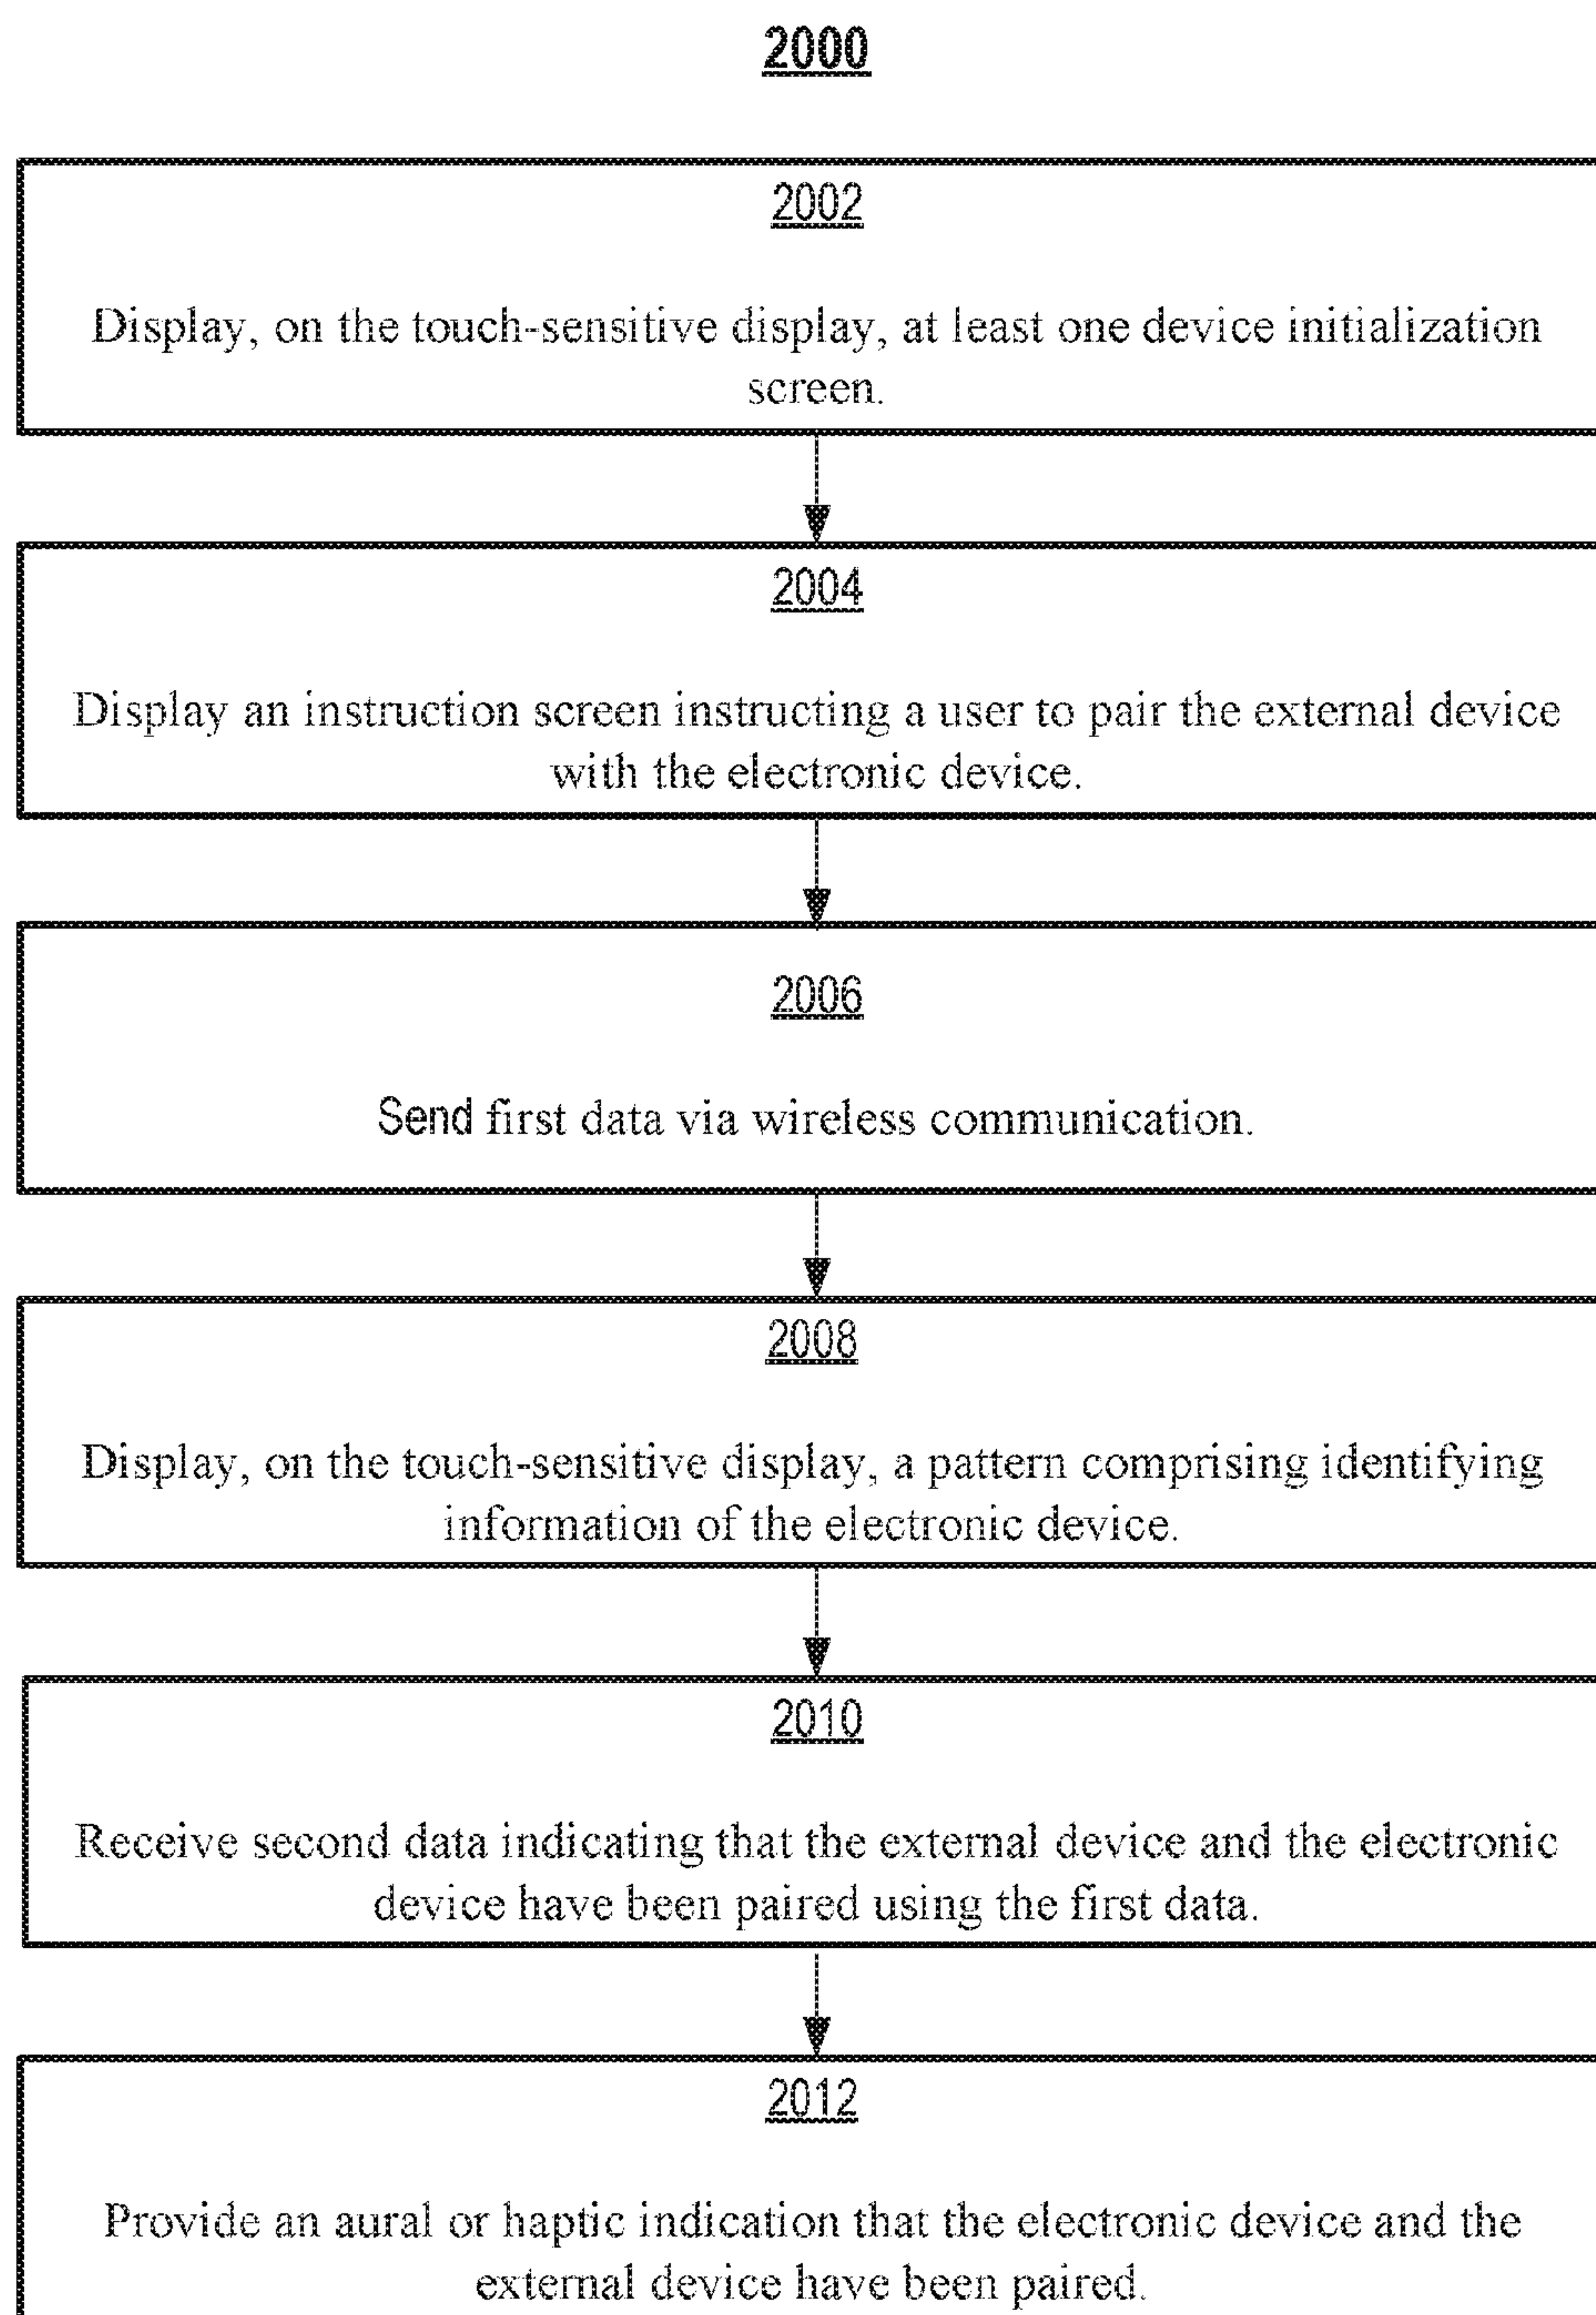 2000
2002
Display, on the touch-sensitive display, at least one device initialization
screen.
2004
Display an instruction screen instructing a user to pair the external device
with the electronic device.
2006
Send first data via wireless communication.
2008
Display, on the touch-sensitive display, a pattern comprising identifying
information of the electronic device.
2010
Receive second data indicating that the external device and the electronic
device have been paired using the first data.
2012
Provide an aural or haptic indication that the electronic device and the
external device have been paired.